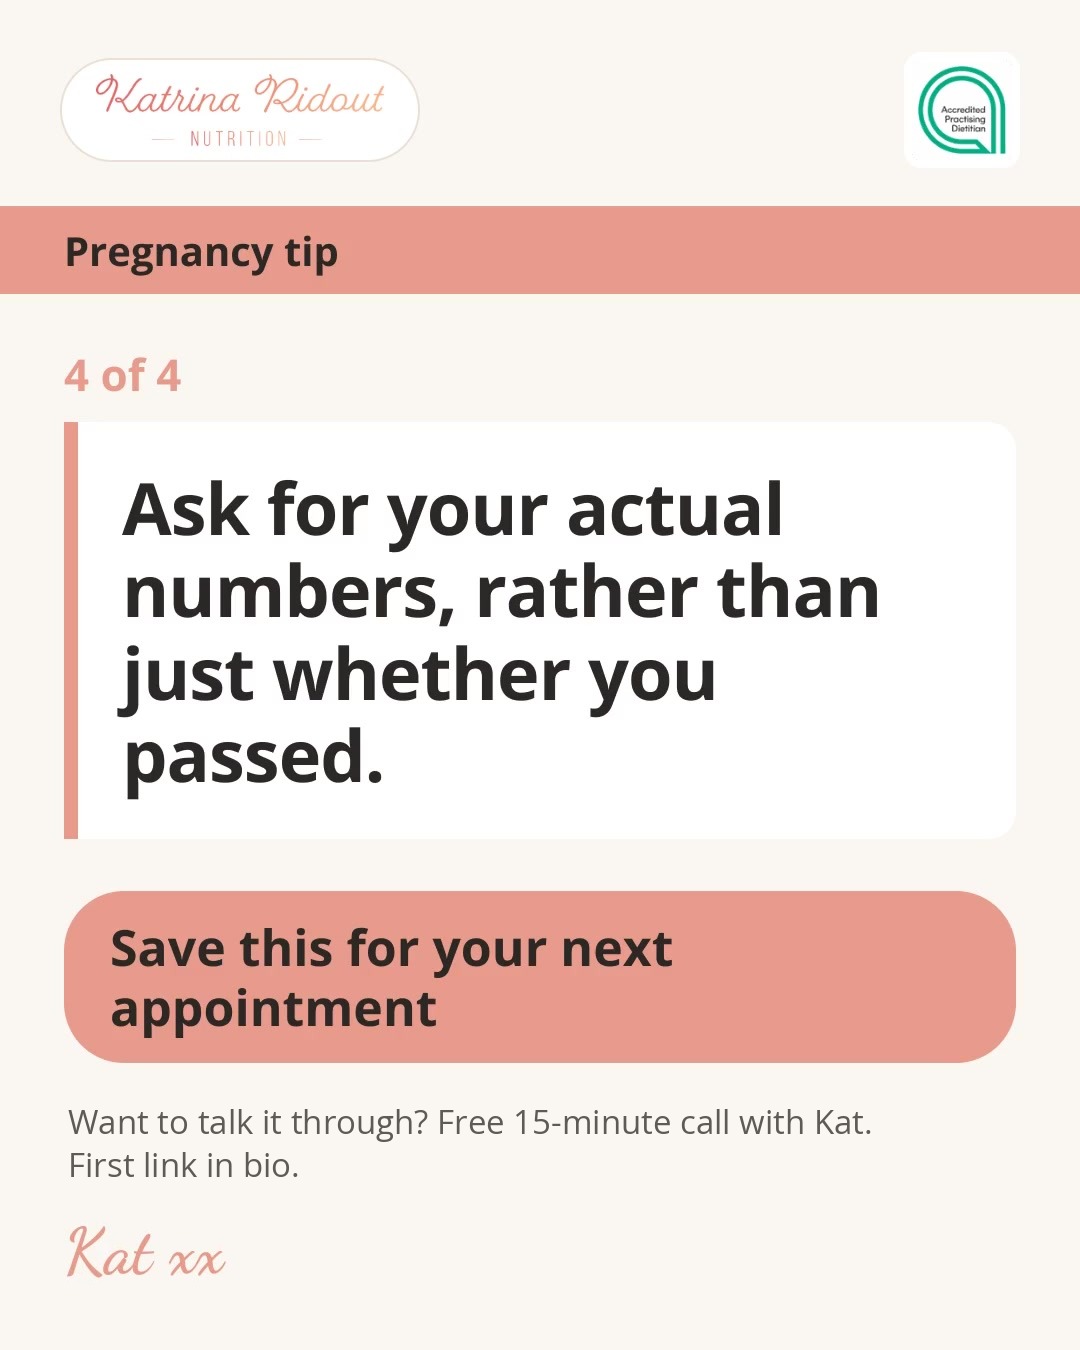 Katrina Ridout
NUTRITION
Accredited
Practising
Dietitian
Pregnancy tip
4 of 4
Ask for your actual
numbers, rather than
just whether you
passed.
Save this for your next
appointment
Want to talk it through? Free 15-minute call with Kat.
First link in bio.
Kat xx